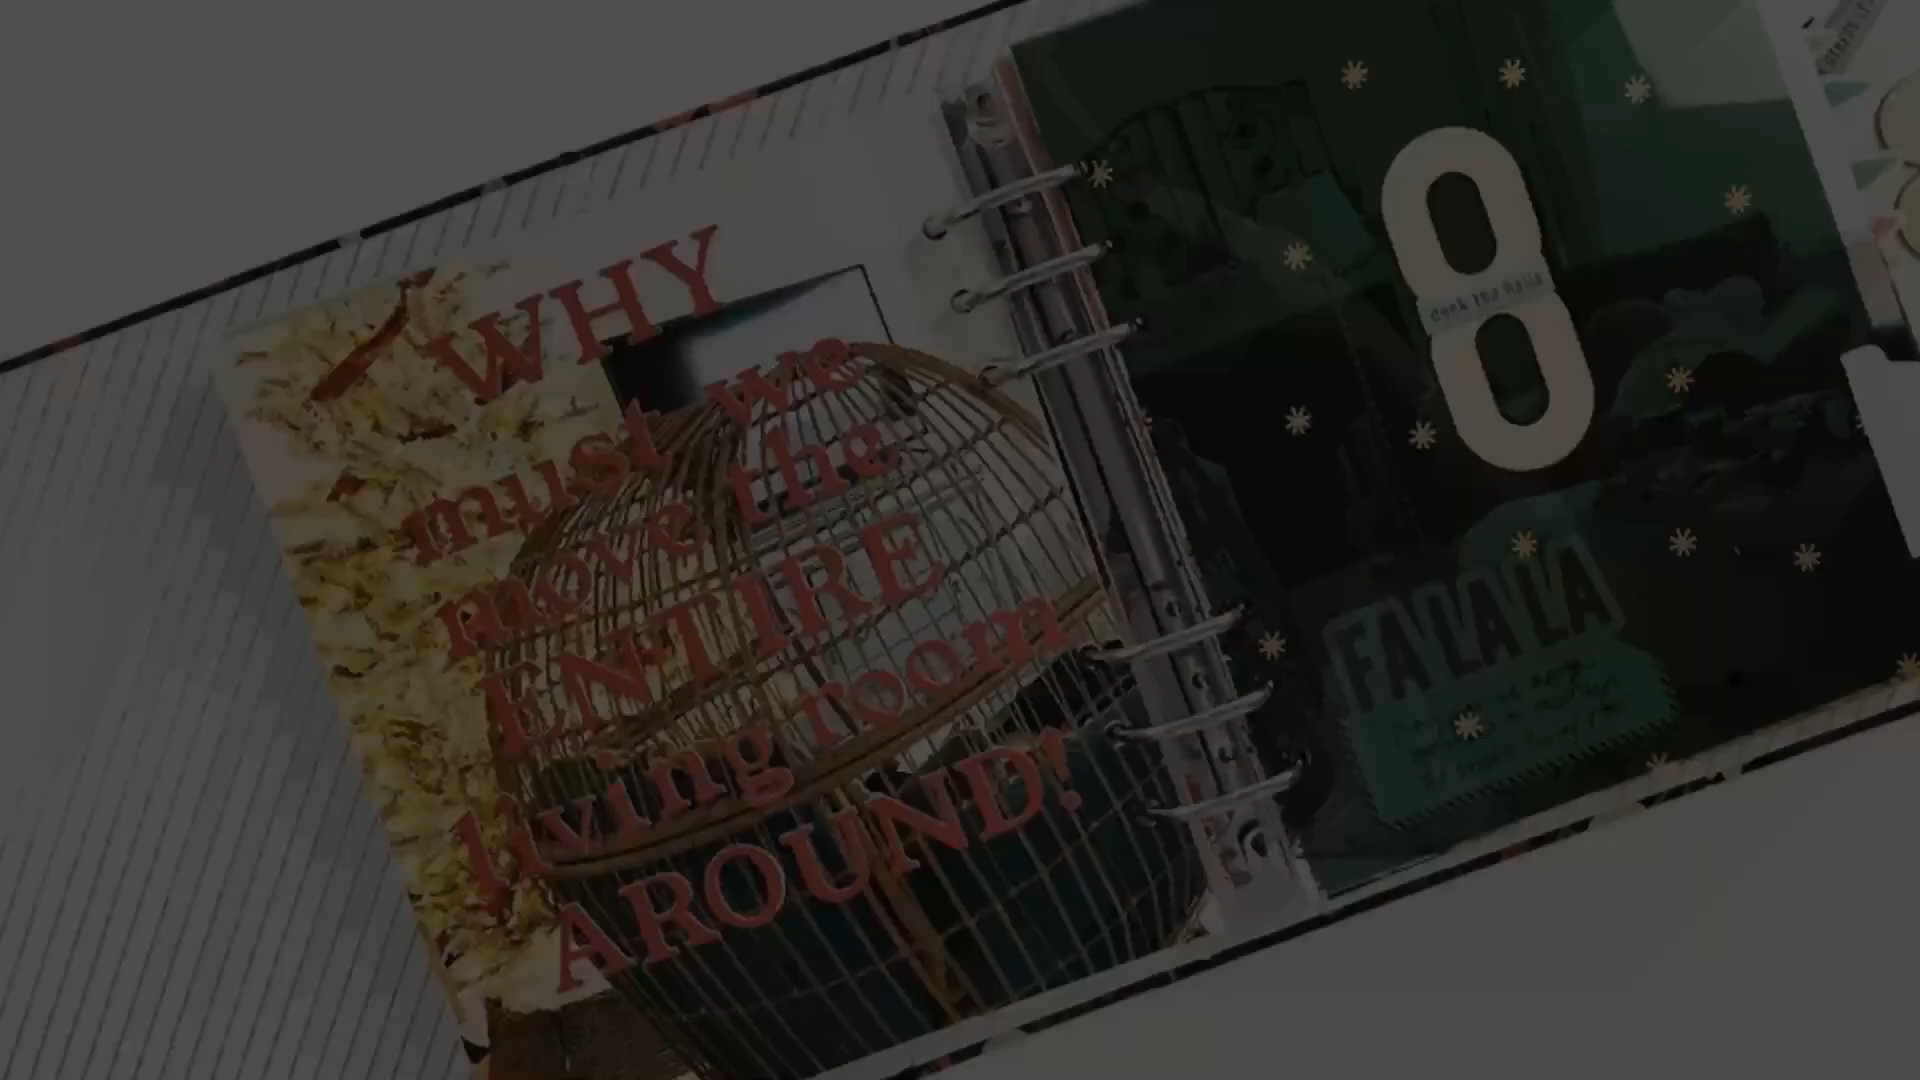 WHY
must we
move the
ENTIRE
living room
AROUND!
8
deck the halls
FA LA LA